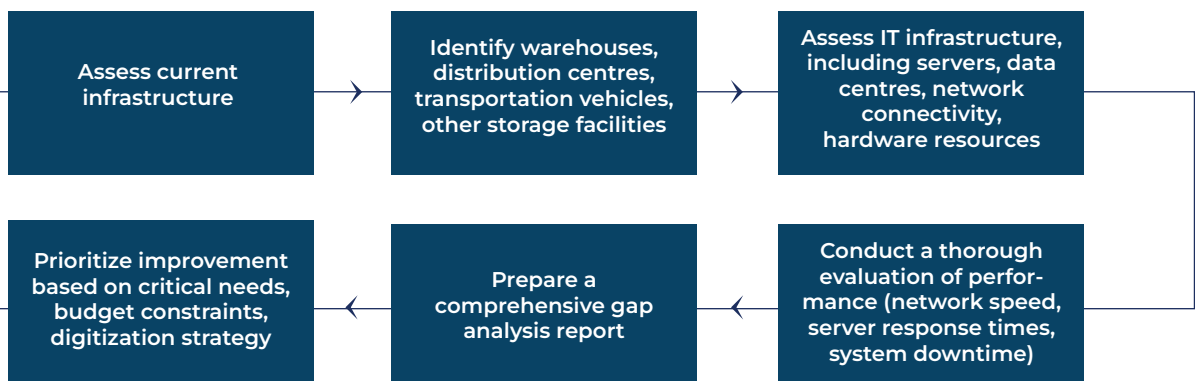 Assess current
infrastructure
Identify warehouses,
distribution centres,
transportation vehicles,
other storage facilities
Assess IT infrastructure,
including servers, data
centres, network
connectivity,
hardware resources
Conduct a thorough
evaluation of perfor-
mance (network speed,
server response times,
system downtime)
Prepare a
comprehensive gap
analysis report
Prioritize improvement
based on critical needs,
budget constraints,
digitization strategy